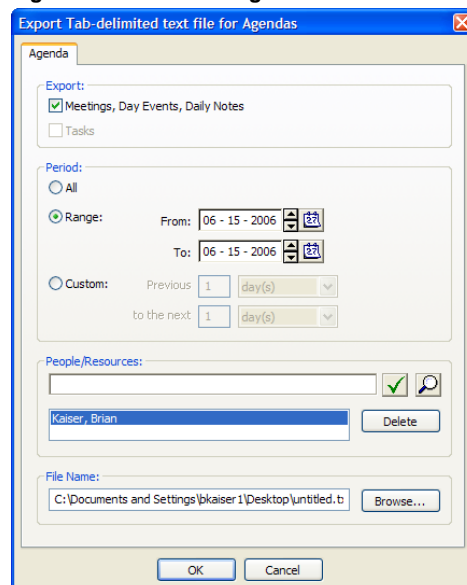 Export Tab-delimited text file for Agendas
Agenda
Export:
Meetings, Day Events, Daily Notes
Tasks
Period:
All
Range: From: 06 - 15 - 2006
To: 06 - 15 - 2006
Custom: Previous 1 day(s)
to the next 1 day(s)
People/Resources:
Kaiser, Brian
Delete
File Name:
C:\Documents and Settings\bkaiser1\Desktop\untitled.t
Browse...
OK Cancel